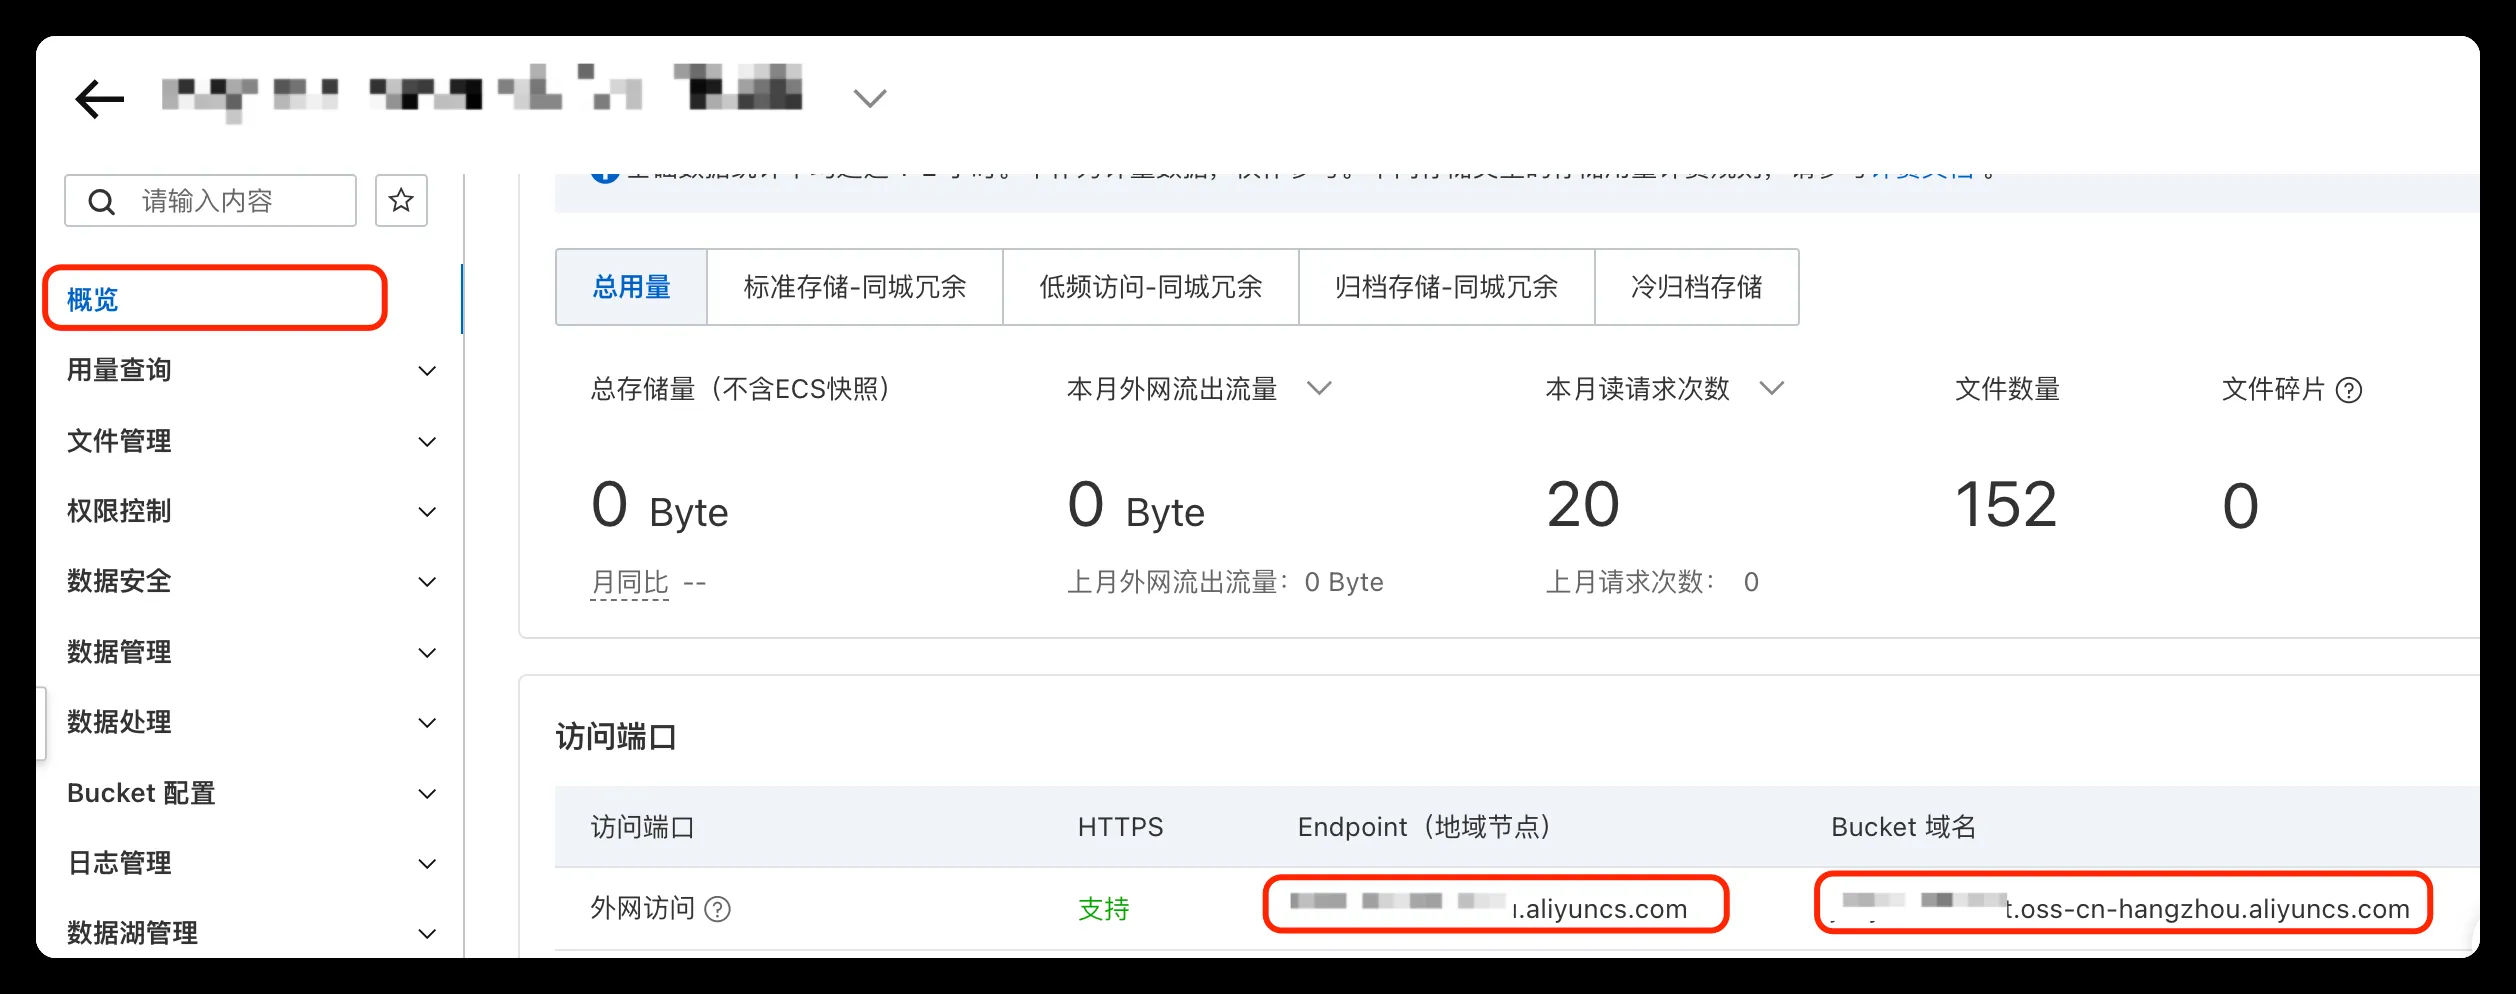 请输入内容
概览
用量查询
文件管理
权限控制
数据安全
数据管理
数据处理
Bucket 配置
日志管理
数据湖管理
总用量 标准存储-同城冗余 低频访问-同城冗余 归档存储-同城冗余 冷归档存储
总存储量（不含ECS快照） 本月外网流出流量 本月读请求次数 文件数量 文件碎片
0 Byte 0 Byte 20 152 0
月同比 -- 上月外网流出流量：0 Byte 上月请求次数： 0
访问端口
访问端口 HTTPS Endpoint（地域节点） Bucket 域名
外网访问 支持 .aliyuncs.com t.oss-cn-hangzhou.aliyuncs.com